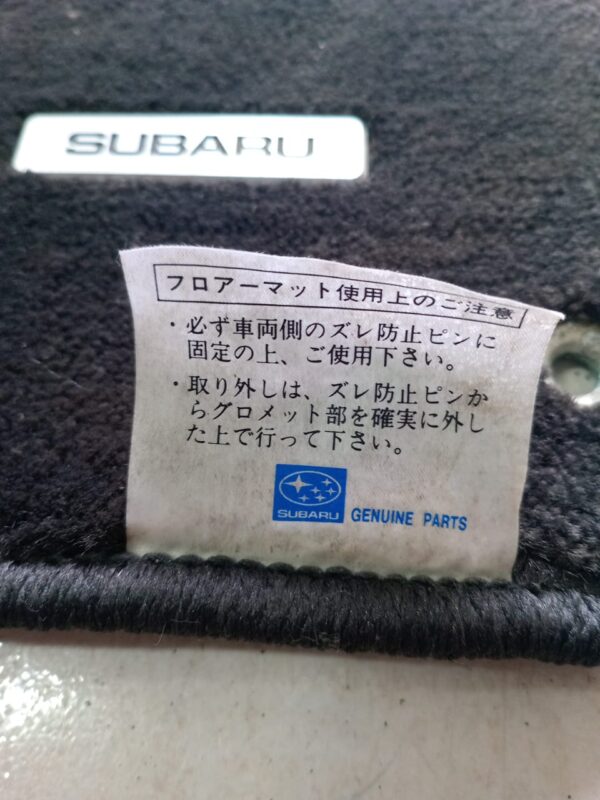 SUBARU
フロアーマット使用上のご注意
・必ず車両側のズレ防止ピンに
固定の上、ご使用下さい。
・取り外しは、ズレ防止ピンか
らグロメット部を確実に外し
た上で行って下さい。
SUBARU GENUINE PARTS